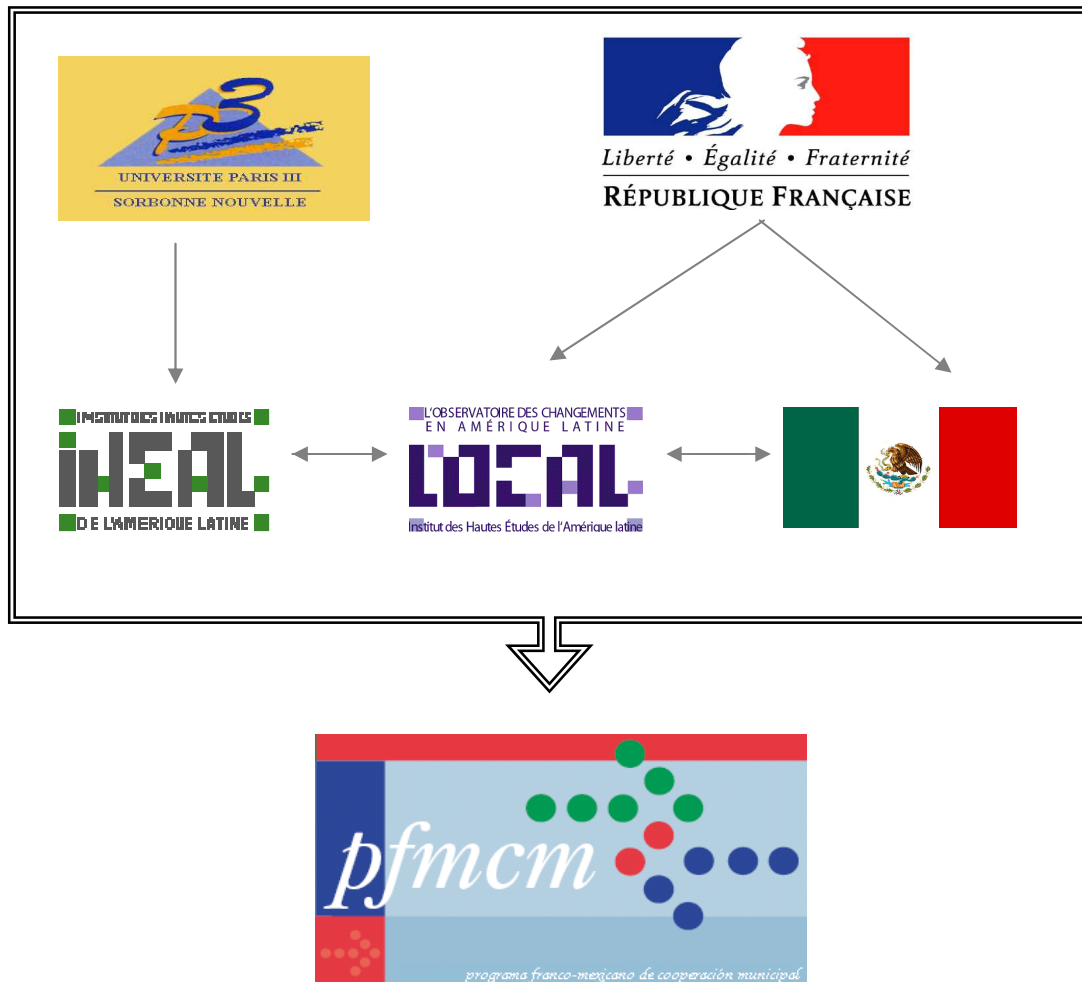 P3
UNIVERSITE PARIS III
SORBONNE NOUVELLE
Liberté • Égalité • Fraternité
RÉPUBLIQUE FRANÇAISE
INSTITUT DES HAUTES ETUDES
iHEAL
DE L'AMERIQUE LATINE
L'OBSERVATOIRE DES CHANGEMENTS
EN AMÉRIQUE LATINE
L'OCAL
Institut des Hautes Études de l'Amérique latine
pfmcm
programa franco-mexicano de cooperación municipal